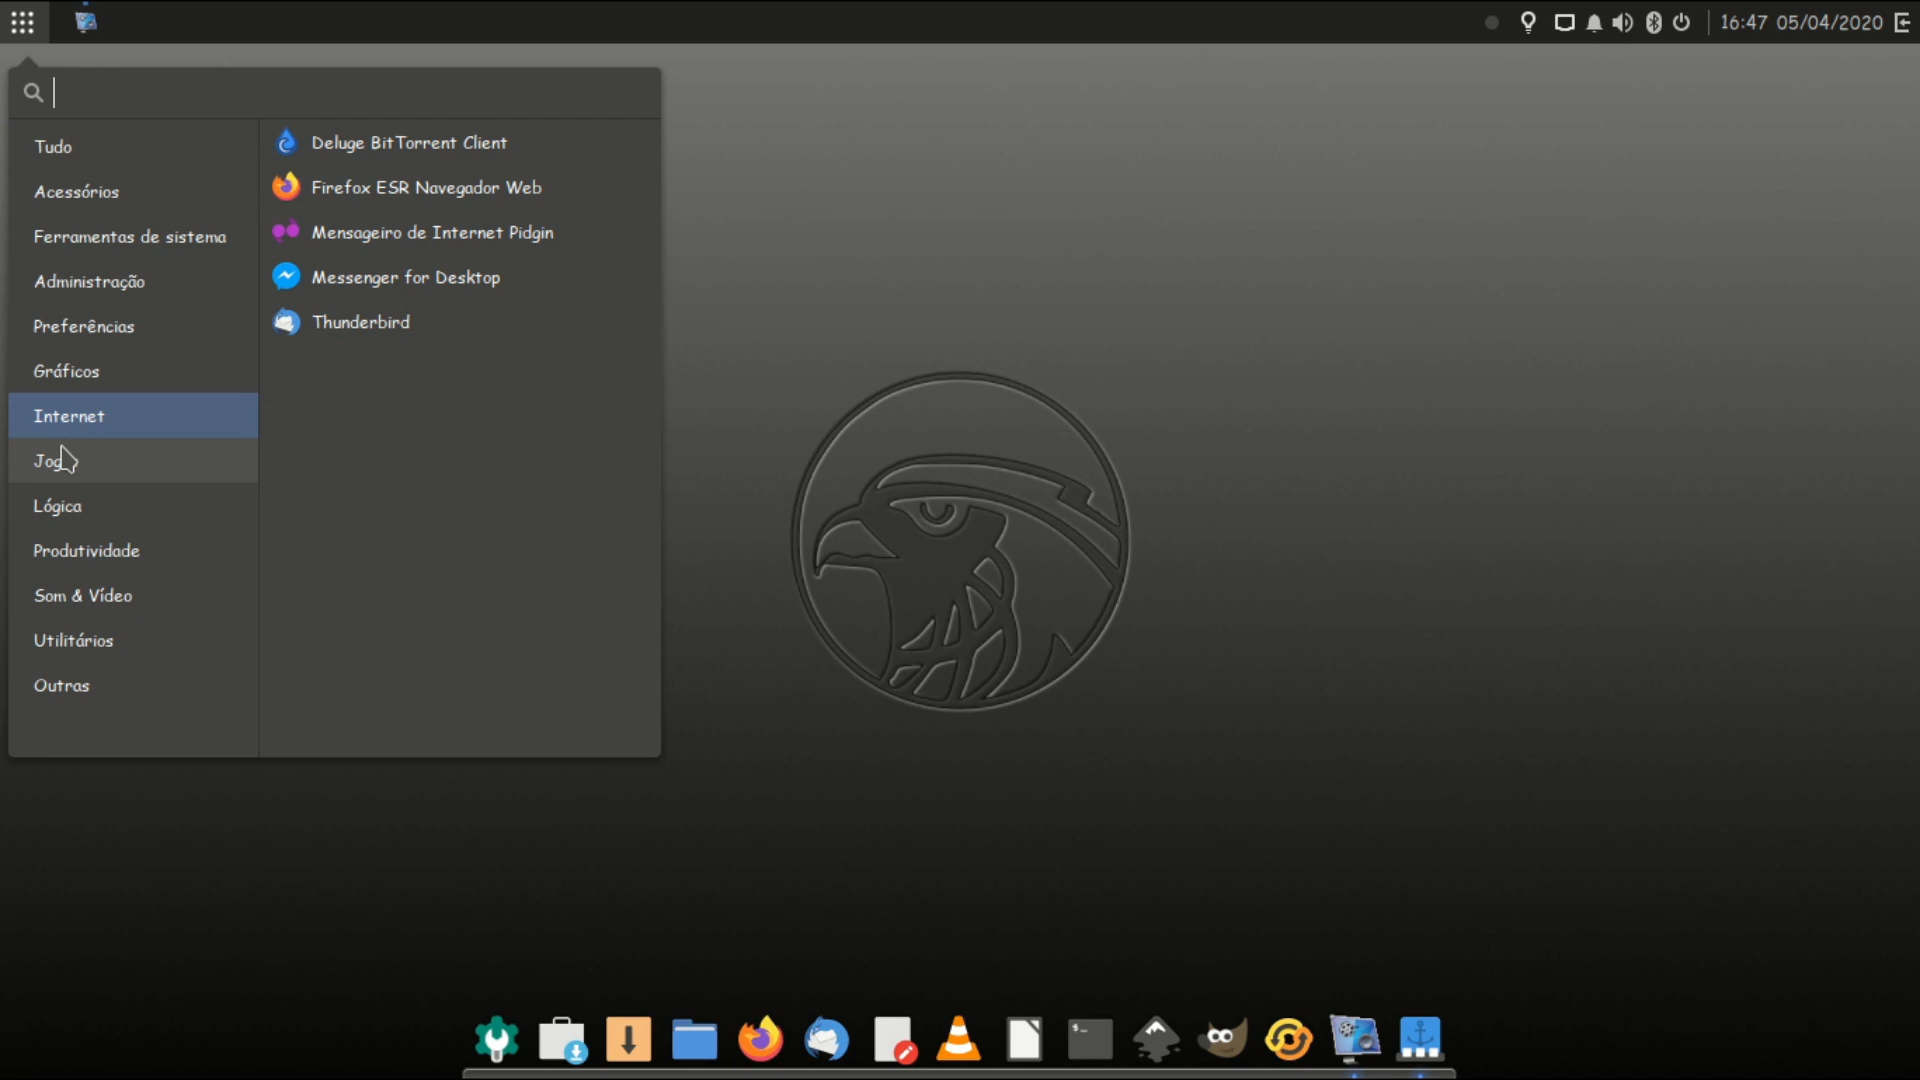 16:47 05/04/2020
Tudo
Acessórios
Ferramentas de sistema
Administração
Preferências
Gráficos
Internet
Lógica
Produtividade
Som & Vídeo
Utilitários
Outras
Deluge BitTorrent Client
Firefox ESR Navegador Web
Mensageiro de Internet Pidgin
Messenger for Desktop
Thunderbird